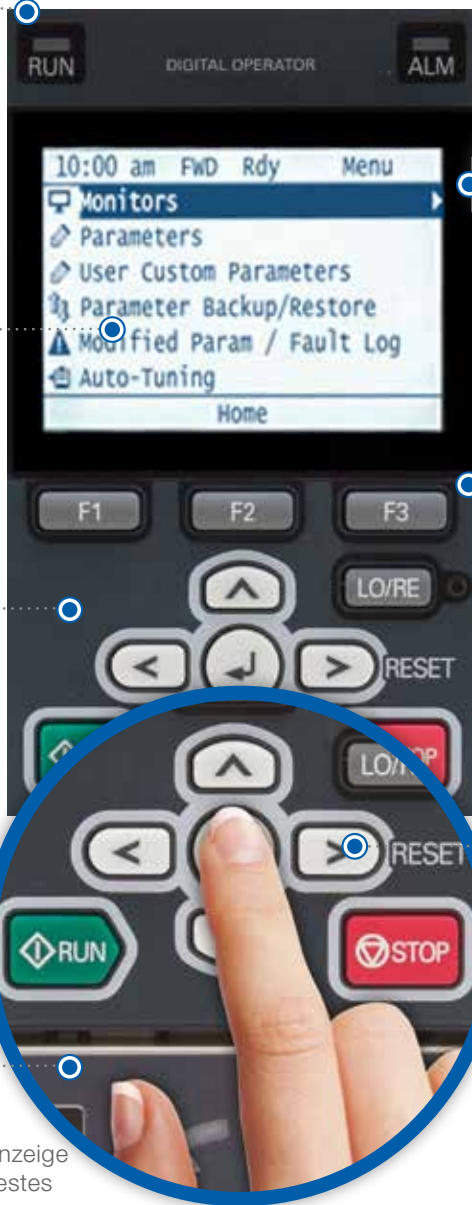 RUN DIGITAL OPERATOR ALM
10:00 am FWD Rdy Menu
Monitors
Parameters
User Custom Parameters
Parameter Backup/Restore
Modified Param / Fault Log
Auto-Tuning
Home
F1 F2 F3
LO/RE
RESET
LO/
RESET
RUN STOP
nzeige
estes